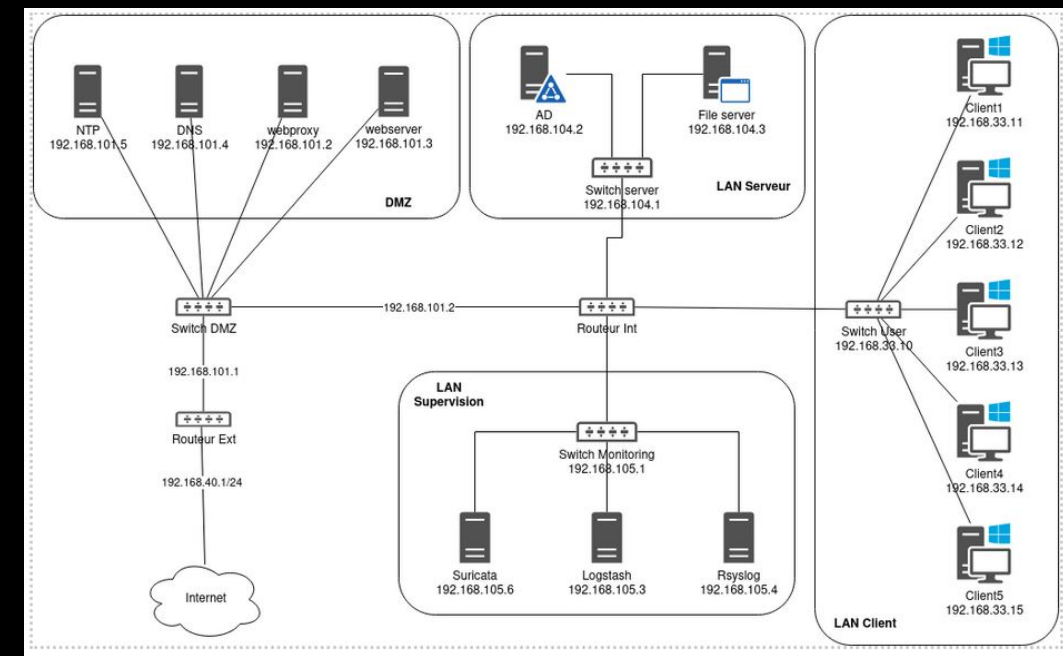 NTP
192.168.101.5
DNS
192.168.101.4
webproxy
192.168.101.2
webserver
192.168.101.3
DMZ
AD
192.168.104.2
File server
192.168.104.3
Switch server
192.168.104.1
LAN Serveur
Client1
192.168.33.11
Client2
192.168.33.12
Client3
192.168.33.13
Client4
192.168.33.14
Client5
192.168.33.15
LAN Client
Switch DMZ
192.168.101.2
Routeur Int
Switch User
192.168.33.10
192.168.101.1
Routeur Ext
192.168.40.1/24
Internet
LAN
Supervision
Switch Monitoring
192.168.105.1
Suricata
192.168.105.6
Logstash
192.168.105.3
Rsyslog
192.168.105.4